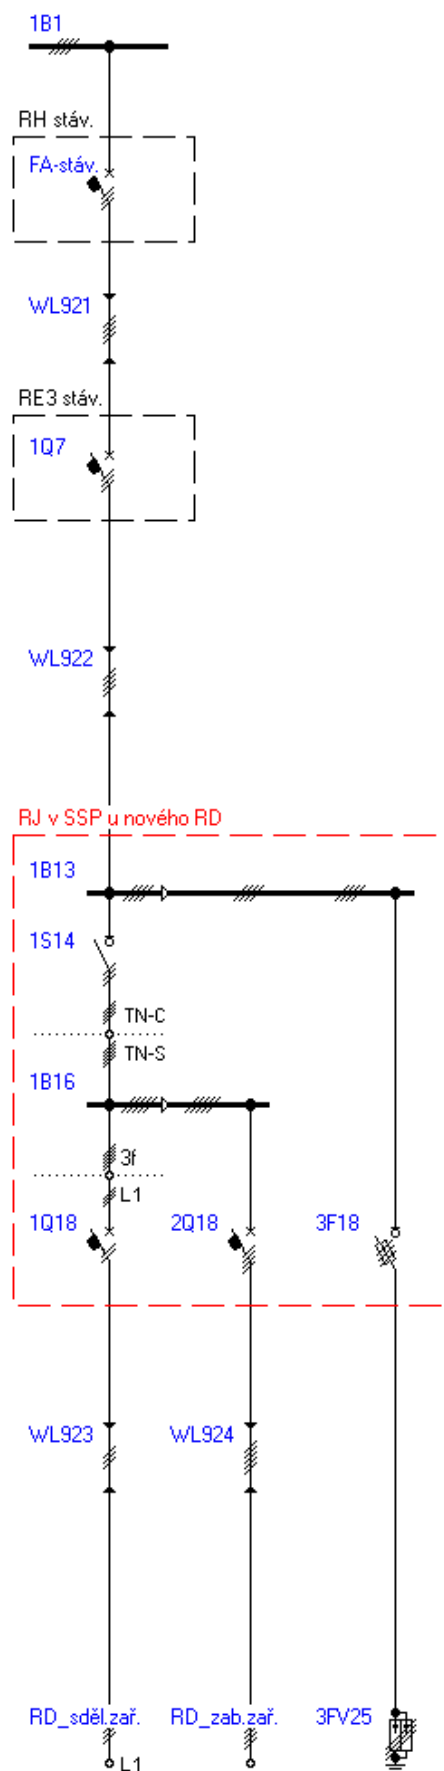 1B1
RH stáv.
FA-stáv.
WL921
RE3 stáv.
1Q7
WL922
RJ v SSP u nového RD
1B13
1S14
TN-C
TN-S
1B16
3f
L1
1Q18 2Q18 3F18
WL923 WL924
RD_sděl.zař. RD_zab.zař. 3FV25
L1